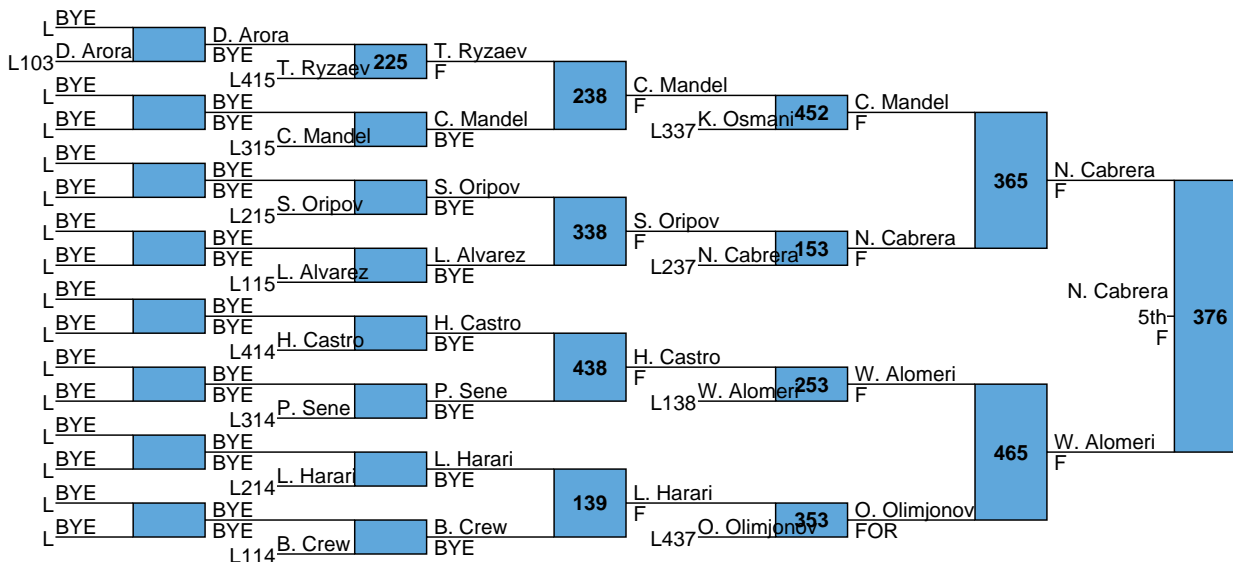 BYE
L
D. Arora
L103
D. Arora
BYE
225
T. Ryzaev
L415
T. Ryzaev
F
BYE
L
BYE
L
BYE
BYE
C. Mandel
L315
C. Mandel
BYE
238
C. Mandel
F
K. Osmani
L337
452
C. Mandel
F
BYE
L
BYE
L
BYE
BYE
S. Oripov
L215
S. Oripov
BYE
338
BYE
L
BYE
L
BYE
BYE
L. Alvarez
L115
L. Alvarez
BYE
S. Oripov
F
N. Cabrera
L237
153
N. Cabrera
F
365
N. Cabrera
F
BYE
L
BYE
L
BYE
BYE
H. Castro
L414
H. Castro
BYE
438
BYE
L
BYE
L
BYE
BYE
P. Sene
L314
P. Sene
BYE
H. Castro
F
W. Alomeri
L138
253
W. Alomeri
F
465
BYE
L
BYE
L
BYE
BYE
L. Harari
L214
L. Harari
BYE
139
BYE
L
BYE
L
BYE
BYE
B. Crew
L114
B. Crew
BYE
L. Harari
F
O. Olimjonov
L437
353
O. Olimjonov
FOR
W. Alomeri
F
N. Cabrera
5th
F
376